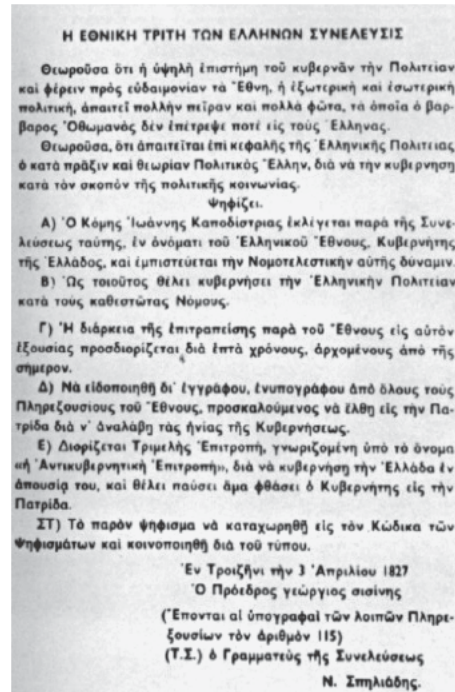 Η ΕΘΝΙΚΗ ΤΡΙΤΗ ΤΩΝ ΕΛΛΗΝΩΝ ΣΥΝΕΛΕΥΣΙΣ
Θεωροῦσα ὅτι ἡ ὑψηλὴ ἐπιστήμη τοῦ κυβερνᾶν τὴν Πολιτείαν
καὶ φέρειν πρὸς εὐδαιμονίαν τὰ Ἔθνη, ἡ ἐξωτερικὴ καὶ ἐσωτερικὴ
πολιτική, ἀπαιτεῖ πολλὴν πεῖραν καὶ πολλὰ φῶτα, τὰ ὁποῖα ὁ βάρ-
βαρος Ὀθωμανὸς δὲν ἐπέτρεψε ποτὲ εἰς τοὺς Ἕλληνας.
Θεωροῦσα, ὅτι ἀπαιτεῖται ἐπὶ κεφαλῆς τῆς Ἑλληνικῆς Πολιτείας
ὁ κατὰ πρᾶξιν καὶ θεωρίαν Πολιτικὸς Ἕλλην, διὰ νὰ τὴν κυβερνήση
κατὰ τὸν σκοπὸν τῆς πολιτικῆς κοινωνίας.
Ψηφίζει.
Α) Ὁ Κόμης Ἰωάννης Καποδίστριας ἐκλέγεται παρὰ τῆς Συνε-
λεύσεως ταύτης, ἐν ὀνόματι τοῦ Ἑλληνικοῦ Ἔθνους, Κυβερνήτης
τῆς Ἑλλάδος, καὶ ἐμπιστεύεται τὴν Νομοτελεστικὴν αὐτῆς δύναμιν.
Β) Ὡς τοιοῦτος θέλει κυβερνήσει τὴν Ἑλληνικὴν Πολιτείαν
κατὰ τοὺς καθεστῶτας Νόμους.
Γ) Ἡ διάρκεια τῆς ἐπιτραπείσης παρὰ τοῦ Ἔθνους εἰς αὐτὸν
ἐξουσίας προσδιορίζεται διὰ ἑπτὰ χρόνους, ἀρχομένους ἀπὸ τῆς
σήμερον.
Δ) Νὰ εἰδοποιηθῆ δι' ἐγγράφου, ἐνυπογράφου ἀπὸ ὅλους τοὺς
Πληρεξουσίους τοῦ Ἔθνους, προσκαλούμενος νὰ ἔλθη εἰς τὴν Πα-
τρίδα διὰ ν' ἀναλάβη τὰς ἡνίας τῆς Κυβερνήσεως.
Ε) Διορίζεται Τριμελὴς Ἐπιτροπή, γνωριζομένη ὑπὸ τὸ ὄνομα
«ἡ Ἀντικυβερνητικὴ Ἐπιτροπή», διὰ νὰ κυβερνήση τὴν Ἑλλάδα ἐν
ἀπουσίᾳ του, καὶ θέλει παύσει ἅμα φθάσει ὁ Κυβερνήτης εἰς τὴν
Πατρίδα.
ΣΤ) Τὸ παρὸν ψήφισμα νὰ καταχωρηθῆ εἰς τὸν Κώδικα τῶν
Ψηφισμάτων καὶ κοινοποιηθῆ διὰ τοῦ τύπου.
Ἐν Τροιζῆνι τὴν 3 Ἀπριλίου 1827
Ὁ Πρόεδρος γεώργιος σισίνης
(Ἕπονται αἱ ὑπογραφαὶ τῶν λοιπῶν Πληρε-
ξουσίων τὸν ἀριθμὸν 115)
(Τ.Σ.) ὁ Γραμματεὺς τῆς Συνελεύσεως
Ν. Σπηλιάδης.